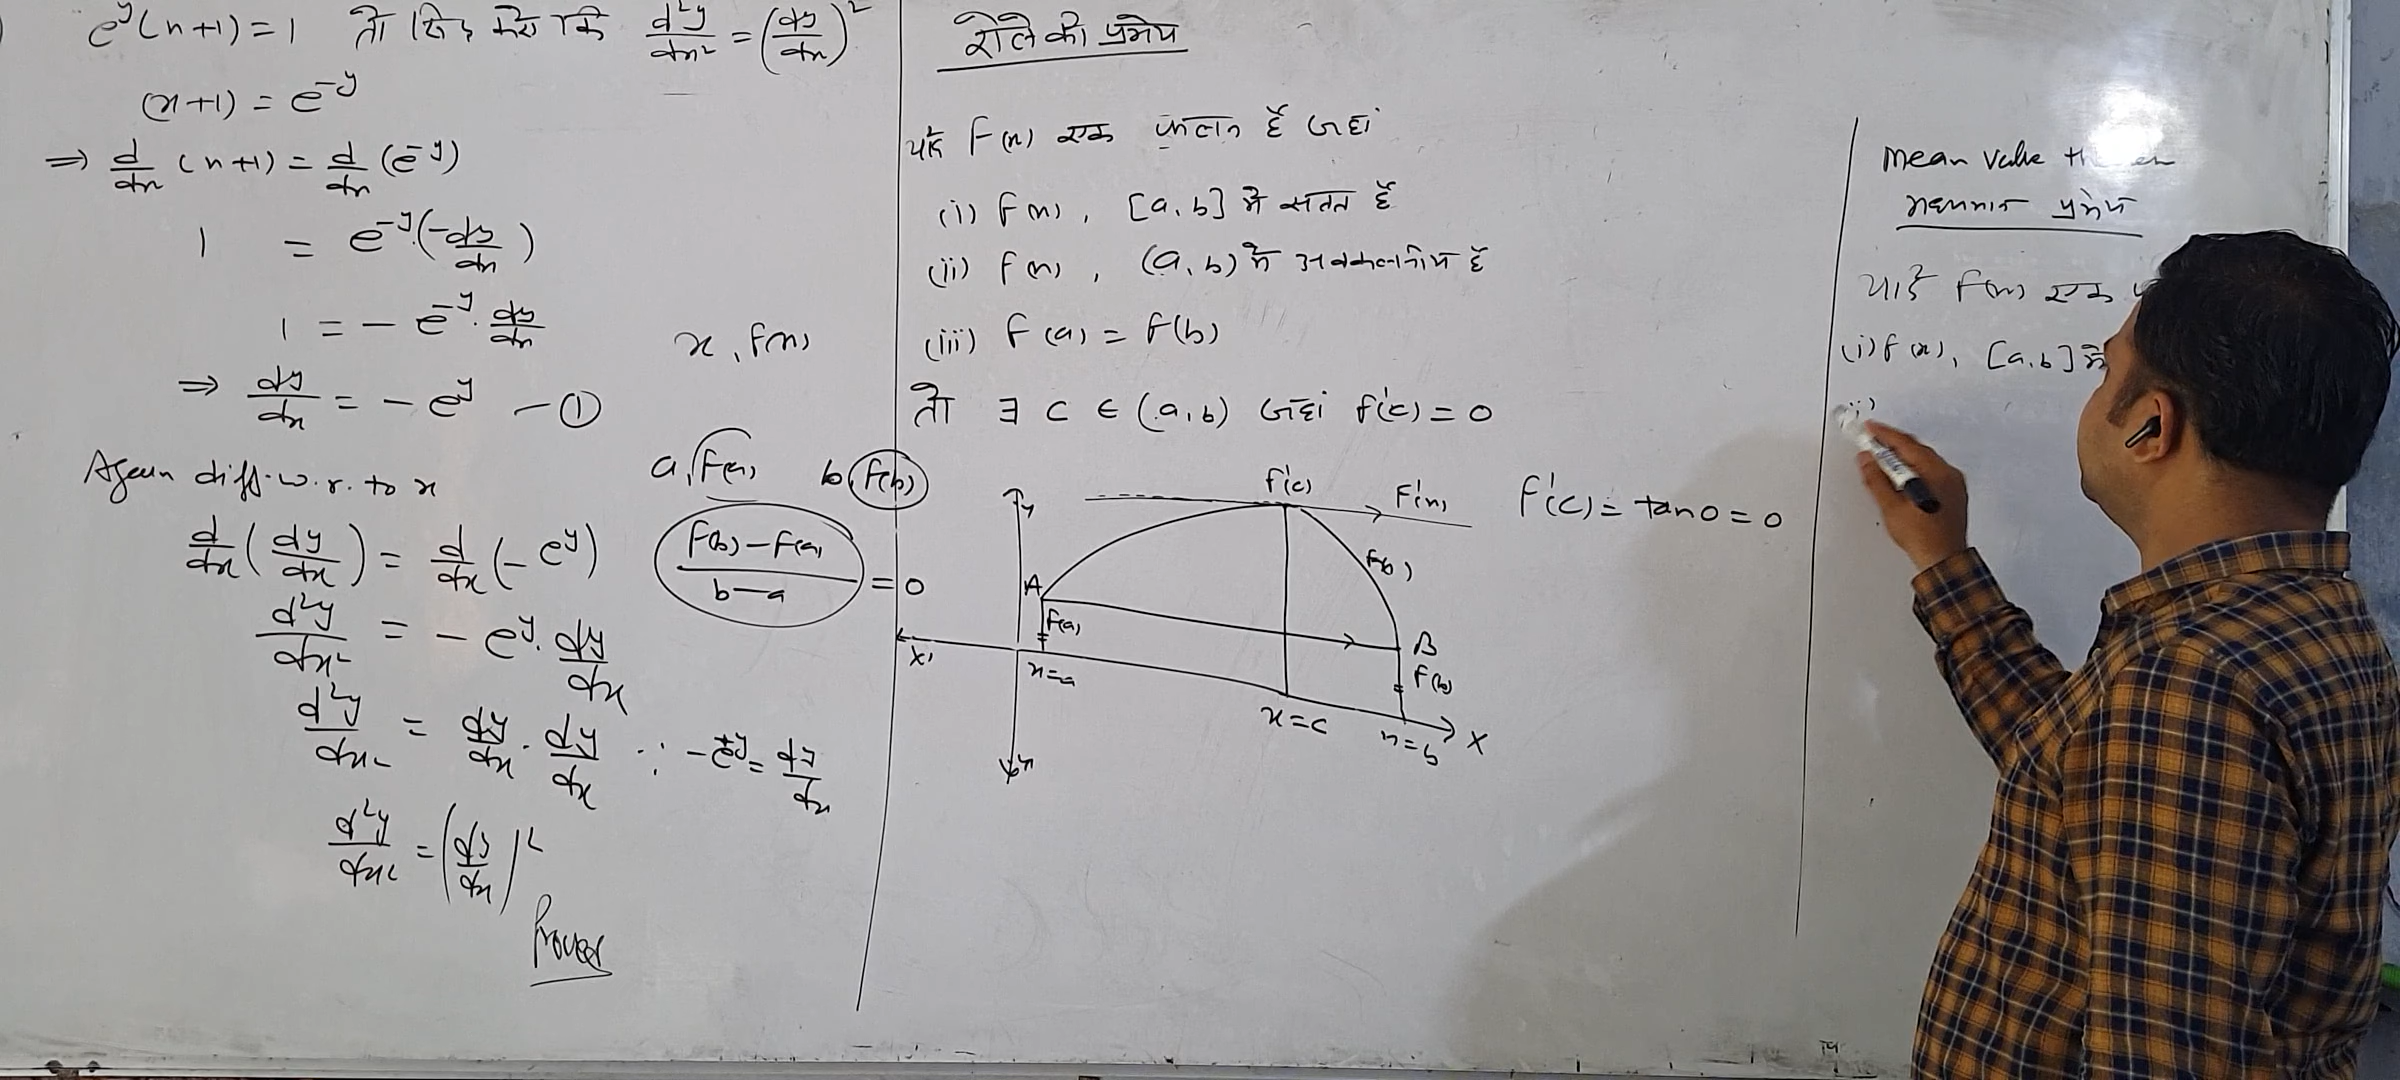 e^y(x+1)=1 तो सिद्ध करो कि d²y/dx² = (dy/dx)²
(x+1) = e^-y
⇒ d/dx (x+1) = d/dx (e^-y)
1 = e^-y.(-dy/dx)
1 = - e^-y . dy/dx
⇒ dy/dx = - e^y - ①
Again diff. w.r. to x
d/dx (dy/dx) = d/dx (- e^y)
d²y/dx² = - e^y . dy/dx
d²y/dx² = dy/dx . dy/dx ∵ -e^y = dy/dx
d²y/dx² = (dy/dx)²
Proved
x, f(x)
a, f(a) b, f(b)
f(b)-f(a)/b-a = 0
रोले की प्रमेय
यदि f(x) एक फलन है जहां
(i) f(x), [a,b] में सतत है
(ii) f(x), (a,b) में अवकलनीय है
(iii) f(a) = f(b)
तो ∃ c ∈ (a,b) जहां f'(c) = 0
f'(c)
f'(x)
f'(c) = tan0 = 0
Y
A
f(a)
f(b)
B
f(b)
X'
x=a
x=c
x=b
X
Y'
mean value
मध्यमान प्रमेय
यदि f(x) एक
(i) f(x), [a,b] में
(ii)